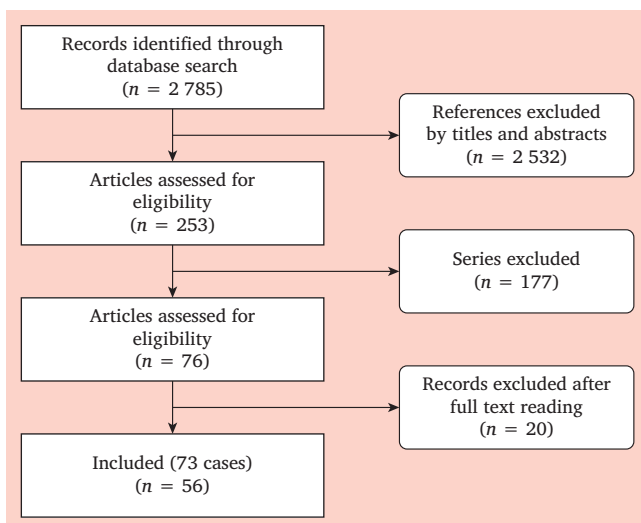 Records identified through
database search
(n = 2 785)
References excluded
by titles and abstracts
(n = 2 532)
Articles assessed for
eligibility
(n = 253)
Series excluded
(n = 177)
Articles assessed for
eligibility
(n = 76)
Records excluded after
full text reading
(n = 20)
Included (73 cases)
(n = 56)